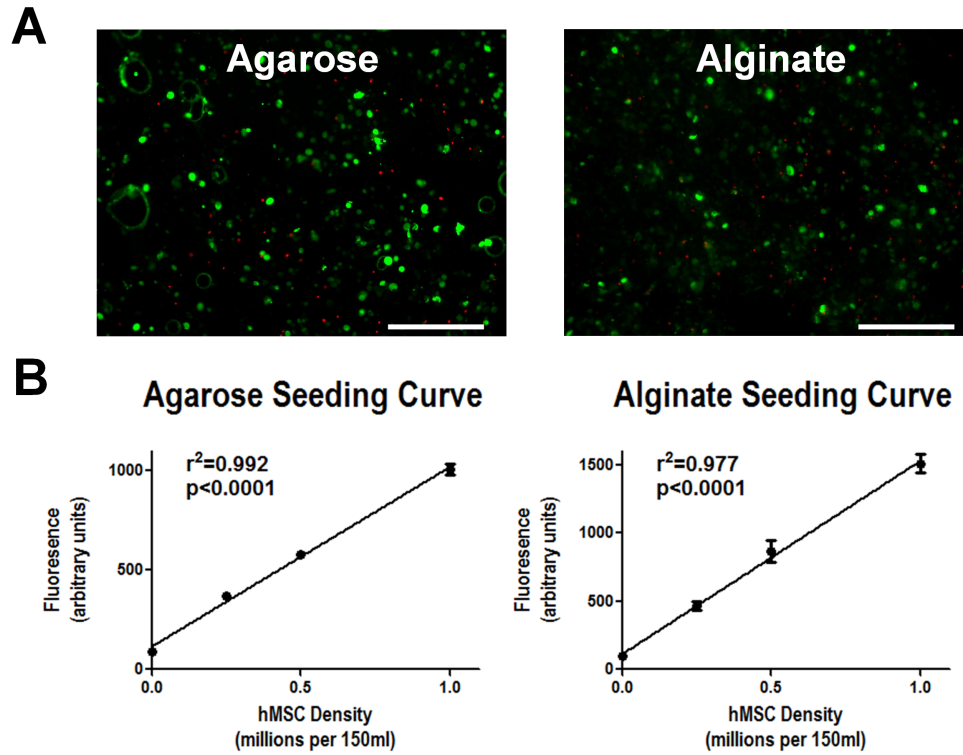 A
Agarose
Alginate
B
Agarose Seeding Curve
Alginate Seeding Curve
r²=0.992
p<0.0001
1000
500
0
Fluoresence
(arbitrary units)
0.0
0.5
1.0
hMSC Density
(millions per 150ml)
r²=0.977
p<0.0001
1500
1000
500
0
Fluoresence
(arbitrary units)
0.0
0.5
1.0
hMSC Density
(millions per 150ml)